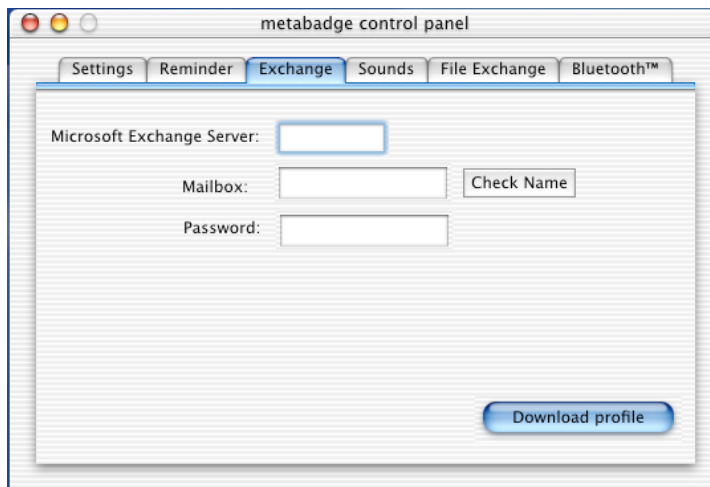 metabadge control panel
Settings Reminder Exchange Sounds File Exchange Bluetooth™
Microsoft Exchange Server:
Mailbox: Check Name
Password:
Download profile